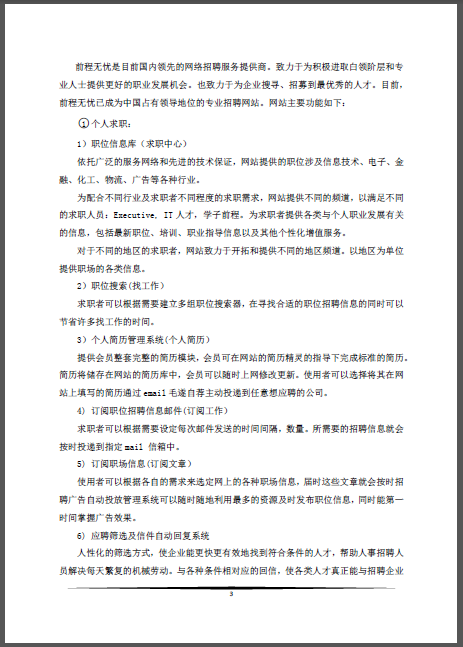 前程无忧是目前国内领先的网络招聘服务提供商。致力于为积极进取白领阶层和专
业人士提供更好的职业发展机会。也致力于为企业搜寻、招募到最优秀的人才。目前，
前程无忧已成为中国占有领导地位的专业招聘网站。网站主要功能如下：
①个人求职：
1）职位信息库（求职中心）
依托广泛的服务网络和先进的技术保证，网站提供的职位涉及信息技术、电子、金
融、化工、物流、广告等各种行业。
为配合不同行业及求职者不同程度的求职需求，网站提供不同的频道，以满足不同
的求职人员：Executive, IT人才，学子前程。为求职者提供各类与个人职业发展有关
的信息，包括最新职位、培训、职业指导信息以及其他个性化增值服务。
对于不同的地区的求职者，网站致力于开拓和提供不同的地区频道。以地区为单位
提供职场的各类信息。
2）职位搜索(找工作)
求职者可以根据需要建立多组职位搜索器，在寻找合适的职位招聘信息的同时可以
节省许多找工作的时间。
3）个人简历管理系统(个人简历)
提供会员整套完整的简历模块，会员可在网站的简历精灵的指导下完成标准的简历。
简历将储存在网站的简历库中，会员可以随时上网修改更新。使用者可以选择将其在网
站上填写的简历通过email毛遂自荐主动投递到任意想应聘的公司。
4）订阅职位招聘信息邮件(订阅工作)
求职者可以根据需要设定每次邮件发送的时间间隔，数量。所需要的招聘信息就会
按时投递到指定mail 信箱中。
5）订阅职场信息(订阅文章)
使用者可以根据各自的需求来选定网上的各种职场信息，届时这些文章就会按时招
聘广告自动投放管理系统可以随时随地利用最多的资源及时发布职位信息，同时能第一
时间掌握广告效果。
6）应聘筛选及信件自动回复系统
人性化的筛选方式，使企业能更快更有效地找到符合条件的人才，帮助人事招聘人
员解决每天繁复的机械劳动。与各种条件相对应的回信，使各类人才真正能与招聘企业
3